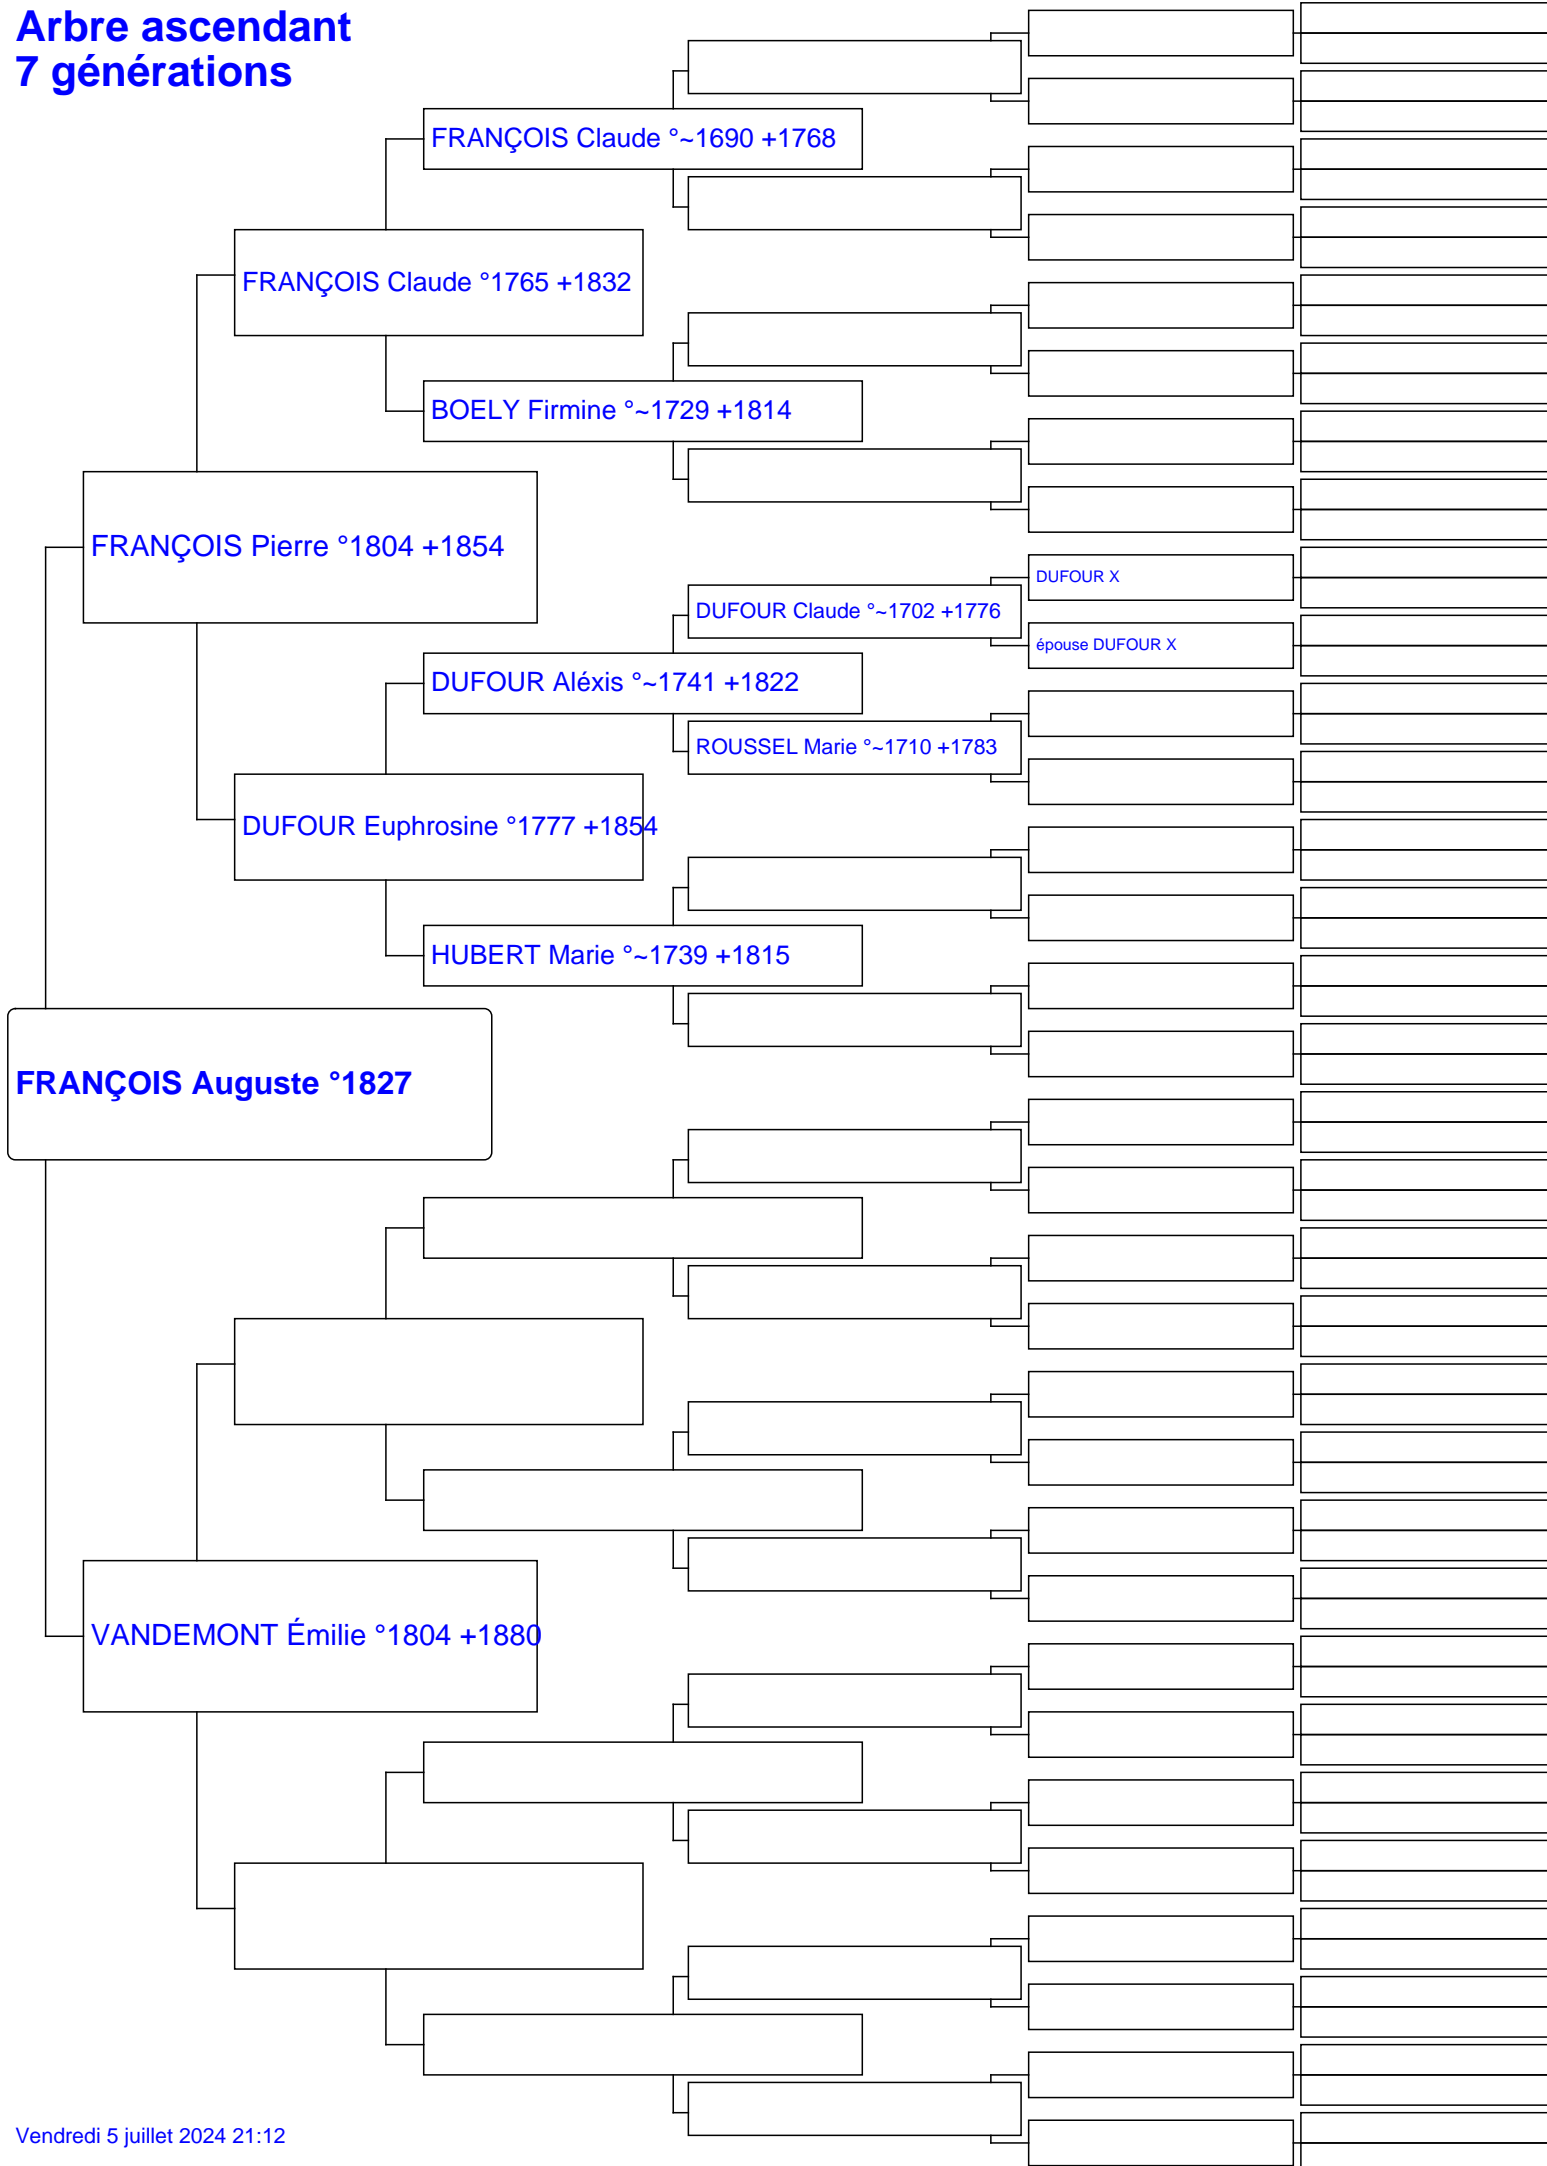 Arbre ascendant
7 générations
FRANÇOIS Claude °~1690 +1768
FRANÇOIS Claude °1765 +1832
BOELY Firmine °~1729 +1814
FRANÇOIS Pierre °1804 +1854
DUFOUR X
DUFOUR Claude °~1702 +1776
épouse DUFOUR X
DUFOUR Aléxis °~1741 +1822
ROUSSEL Marie °~1710 +1783
DUFOUR Euphrosine °1777 +1854
HUBERT Marie °~1739 +1815
FRANÇOIS Auguste °1827
VANDEMONT Émilie °1804 +1880
Vendredi 5 juillet 2024 21:12